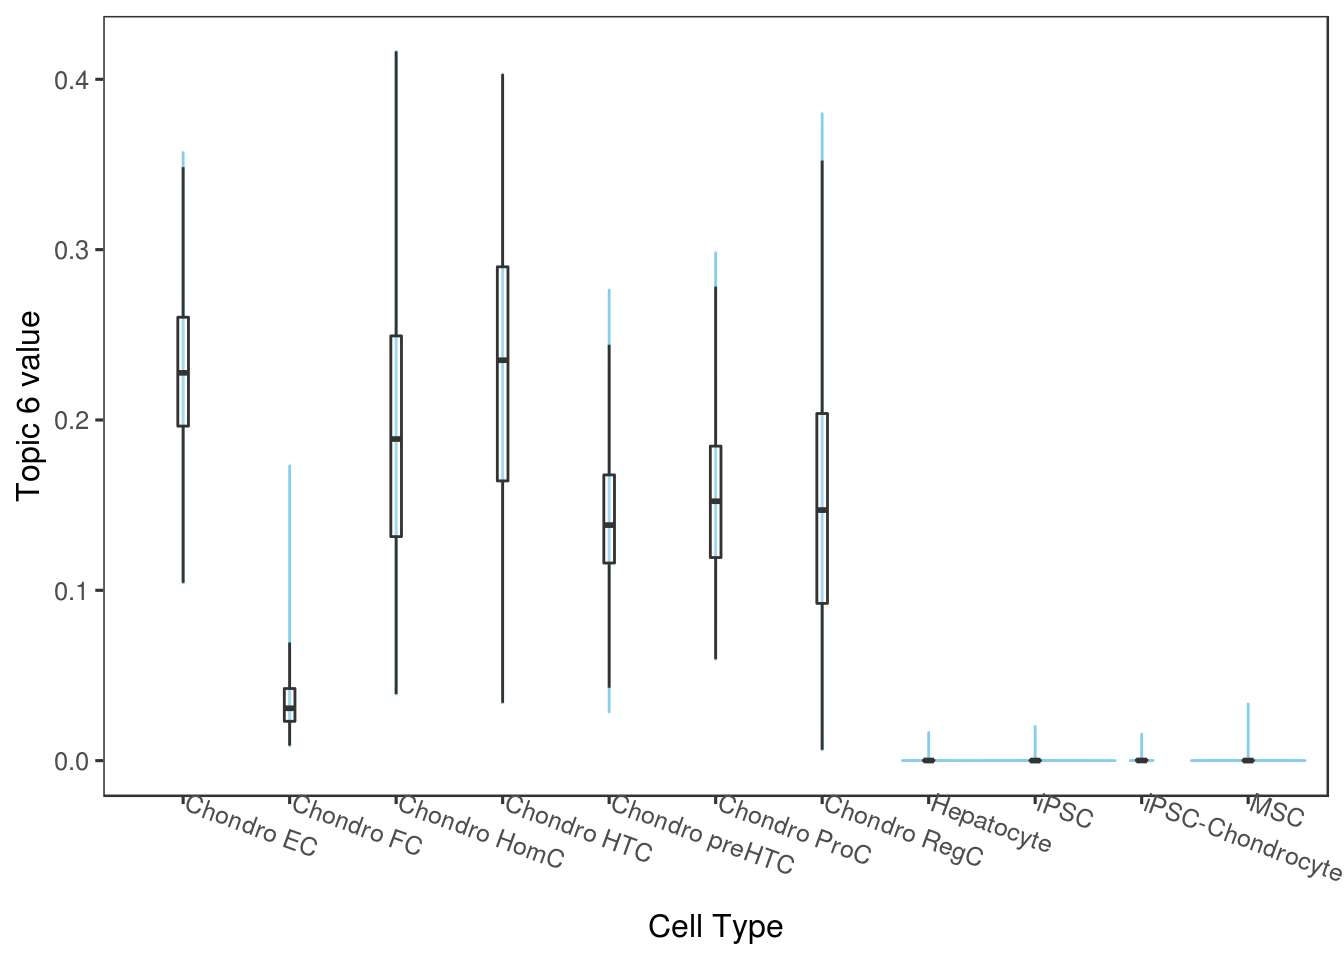 0.4
0.3
0.2
0.1
0.0
Topic 6 value
Chondro EC
Chondro FC
Chondro HomC
Chondro HTC
Chondro preHTC
Chondro ProC
Chondro RegC
Hepatocyte
iPSC
iPSC-Chondrocyte
MSC
Cell Type